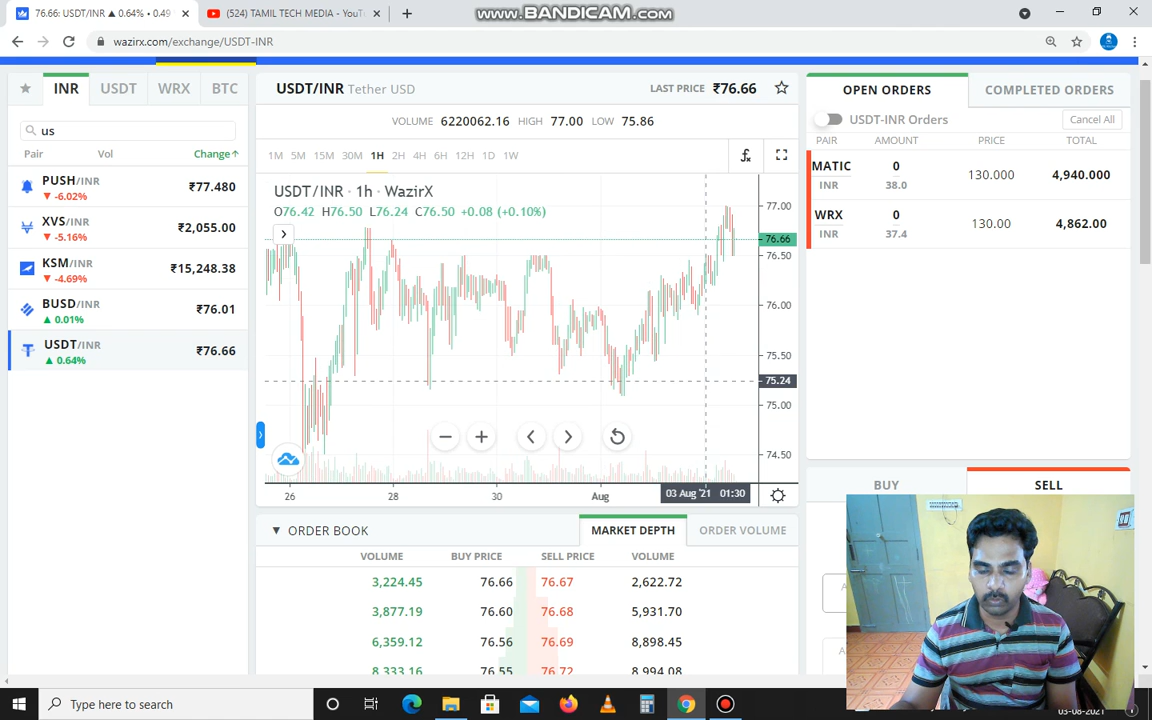 76.66: USDT/INR ▲ 0.64% • 0.49
(524) TAMIL TECH MEDIA - YouT
www.BANDICAM.com
wazirx.com/exchange/USDT-INR
INR USDT WRX BTC
us
Pair Vol Change↑
PUSH/INR ₹77.480
▼ -6.02%
XVS/INR ₹2,055.00
▼ -5.16%
KSM/INR ₹15,248.38
▼ -4.69%
BUSD/INR ₹76.01
▲ 0.01%
USDT/INR ₹76.66
▲ 0.64%
USDT/INR Tether USD LAST PRICE ₹76.66
VOLUME 6220062.16 HIGH 77.00 LOW 75.86
1M 5M 15M 30M 1H 2H 4H 6H 12H 1D 1W
USDT/INR · 1h · WazirX
O76.42 H76.50 L76.24 C76.50 +0.08 (+0.10%)
77.00
76.66
76.50
76.00
75.50
75.24
75.00
74.50
26 28 30 Aug 03 Aug '21 01:30
ORDER BOOK MARKET DEPTH ORDER VOLUME
VOLUME BUY PRICE SELL PRICE VOLUME
3,224.45 76.66 76.67 2,622.72
3,877.19 76.60 76.68 5,931.70
6,359.12 76.56 76.69 8,898.45
8,333.16 76.55 76.72 8,994.08
OPEN ORDERS COMPLETED ORDERS
USDT-INR Orders Cancel All
PAIR AMOUNT PRICE TOTAL
MATIC 0 130.000 4,940.000
INR 38.0
WRX 0 130.00 4,862.00
INR 37.4
BUY SELL
Type here to search
03-08-2021